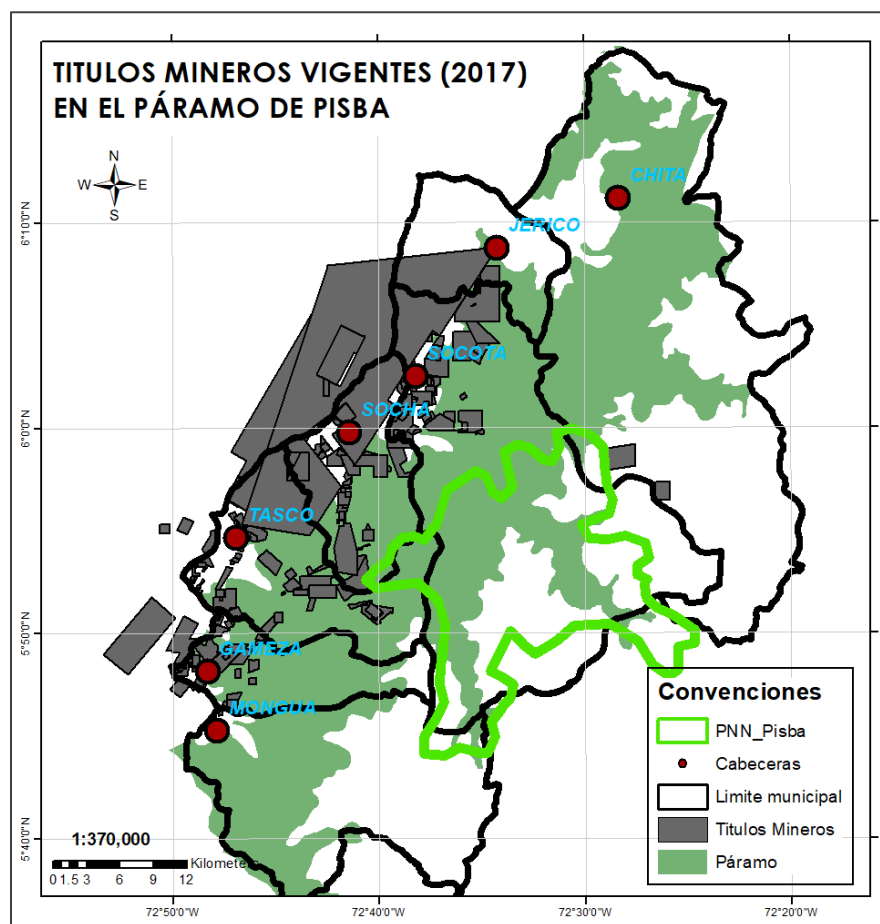 TITULOS MINEROS VIGENTES (2017)
EN EL PÁRAMO DE PISBA
N
W E
S
CHITA
JERICO
SOCOTA
SOCHA
TASCO
GAMEZA
MONGUA
6°10'0"N
6°0'0"N
5°50'0"N
5°40'0"N
Convenciones
PNN_Pisba
Cabeceras
Limite municipal
Titulos Mineros
Páramo
1:370,000
Kilometers
0 1.5 3 6 9 12
72°50'0"W 72°40'0"W 72°30'0"W 72°20'0"W